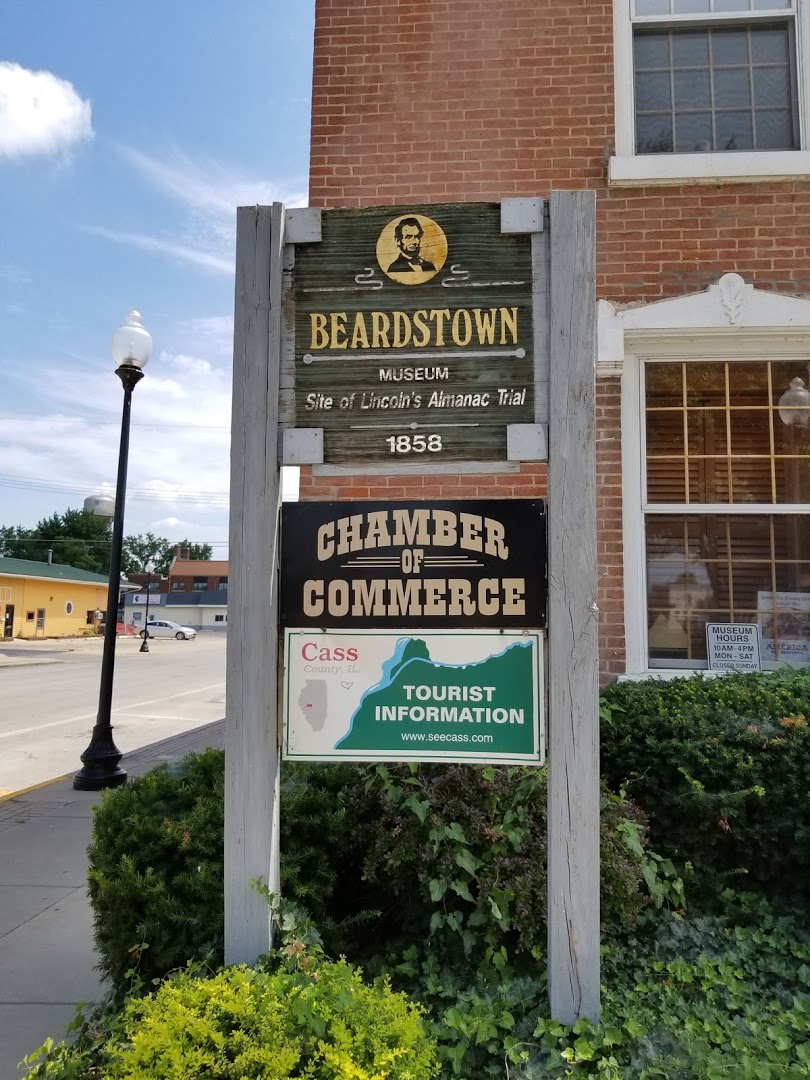 BEARDSTOWN
MUSEUM
Site of Lincoln's Almanac Trial
1858
CHAMBER
OF
COMMERCE
Cass
County, IL.
TOURIST
INFORMATION
www.seecass.com
MUSEUM
HOURS
10AM-4PM
MON - SAT
CLOSED SUNDAY
AMERICA